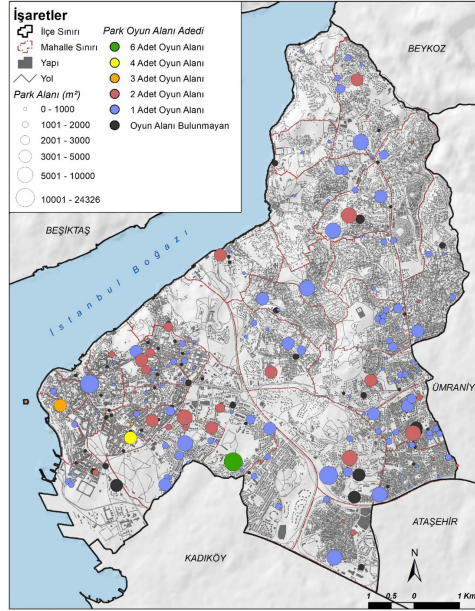 İşaretler
İlçe Sınırı
Mahalle Sınırı
Yapı
Yol
Park Alanı (m²)
0 - 1000
1001 - 2000
2001 - 3000
3001 - 5000
5001 - 10000
10001 - 24326
Park Oyun Alanı Adedi
6 Adet Oyun Alanı
4 Adet Oyun Alanı
3 Adet Oyun Alanı
2 Adet Oyun Alanı
1 Adet Oyun Alanı
Oyun Alanı Bulunmayan
BEYKOZ
BEŞİKTAŞ
İstanbul Boğazı
ÜMRANİY
ATAŞEHİR
KADIKÖY
N
1 0.5 0 1 Km